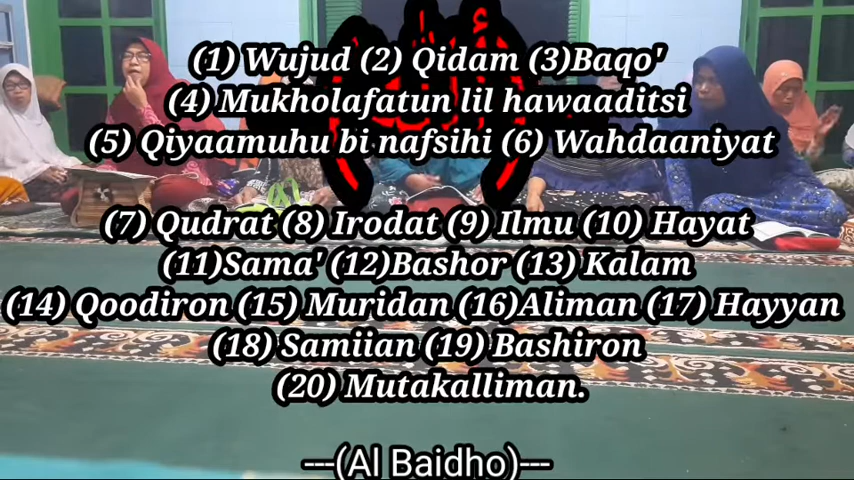 (1) Wujud (2) Qidam (3)Baqo'
(4) Mukholafatun lil hawaaditsi
(5) Qiyaamuhu bi nafsihi (6) Wahdaaniyat
(7) Qudrat (8) Irodat (9) Ilmu (10) Hayat
(11)Sama' (12)Bashor (13) Kalam
(14) Qoodiron (15) Muridan (16)Aliman (17) Hayyan
(18) Samiian (19) Bashiron
(20) Mutakalliman.
---(Al Baidho)---